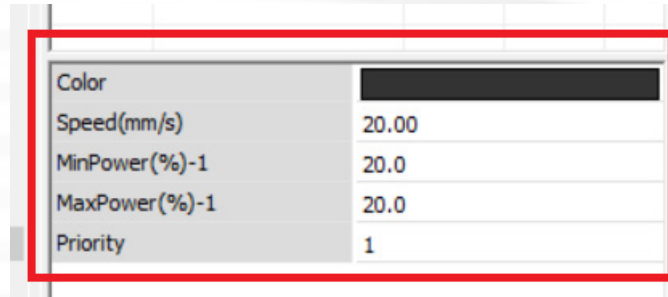 Color
Speed(mm/s) 20.00
MinPower(%)-1 20.0
MaxPower(%)-1 20.0
Priority 1